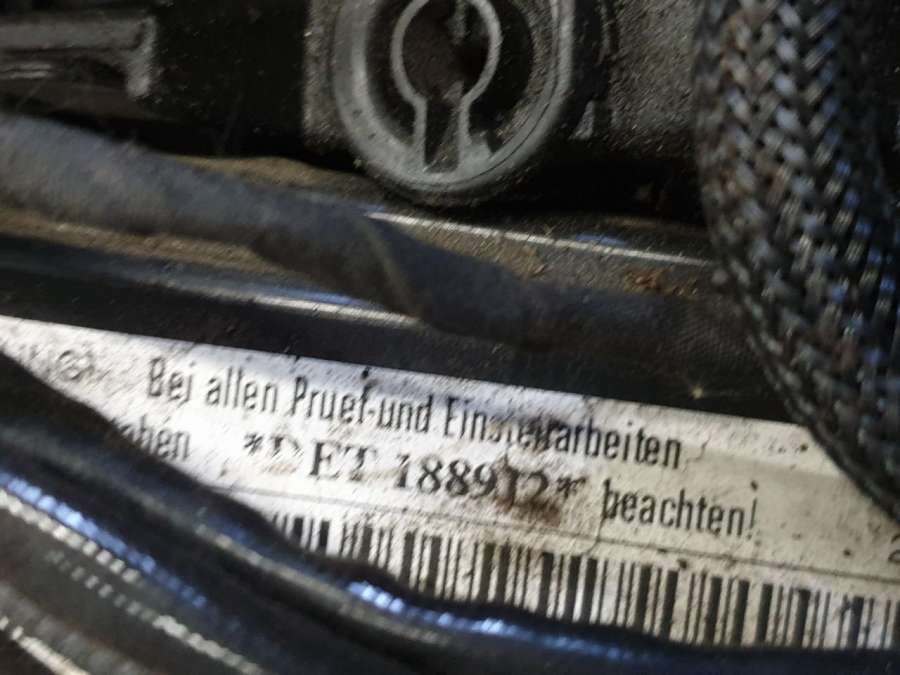 Bei allen Pruef-und Einstellarbeiten
*DET 188912* beachten!